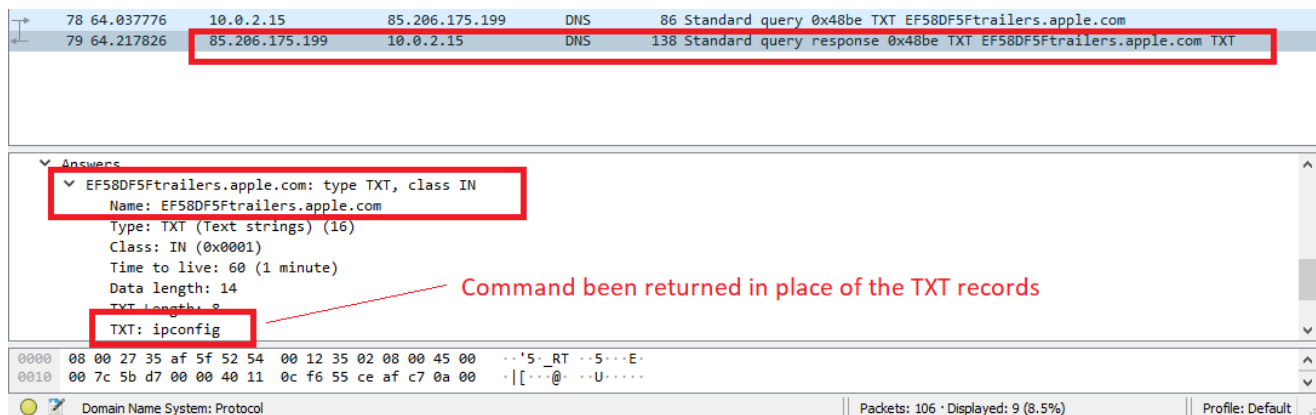 78 64.037776 10.0.2.15 85.206.175.199 DNS 86 Standard query 0x48be TXT EF58DF5Ftrailers.apple.com
79 64.217826 85.206.175.199 10.0.2.15 DNS 138 Standard query response 0x48be TXT EF58DF5Ftrailers.apple.com TXT
Answers
EF58DF5Ftrailers.apple.com: type TXT, class IN
Name: EF58DF5Ftrailers.apple.com
Type: TXT (Text strings) (16)
Class: IN (0x0001)
Time to live: 60 (1 minute)
Data length: 14
Command been returned in place of the TXT records
TXT Length: 8
TXT: ipconfig
0000 08 00 27 35 af 5f 52 54 00 12 35 02 08 00 45 00 ··'5·_RT ··5···E·
0010 00 7c 5b d7 00 00 40 11 0c f6 55 ce af c7 0a 00 ·|[···@· ··U·····
Domain Name System: Protocol Packets: 106 · Displayed: 9 (8.5%) Profile: Default